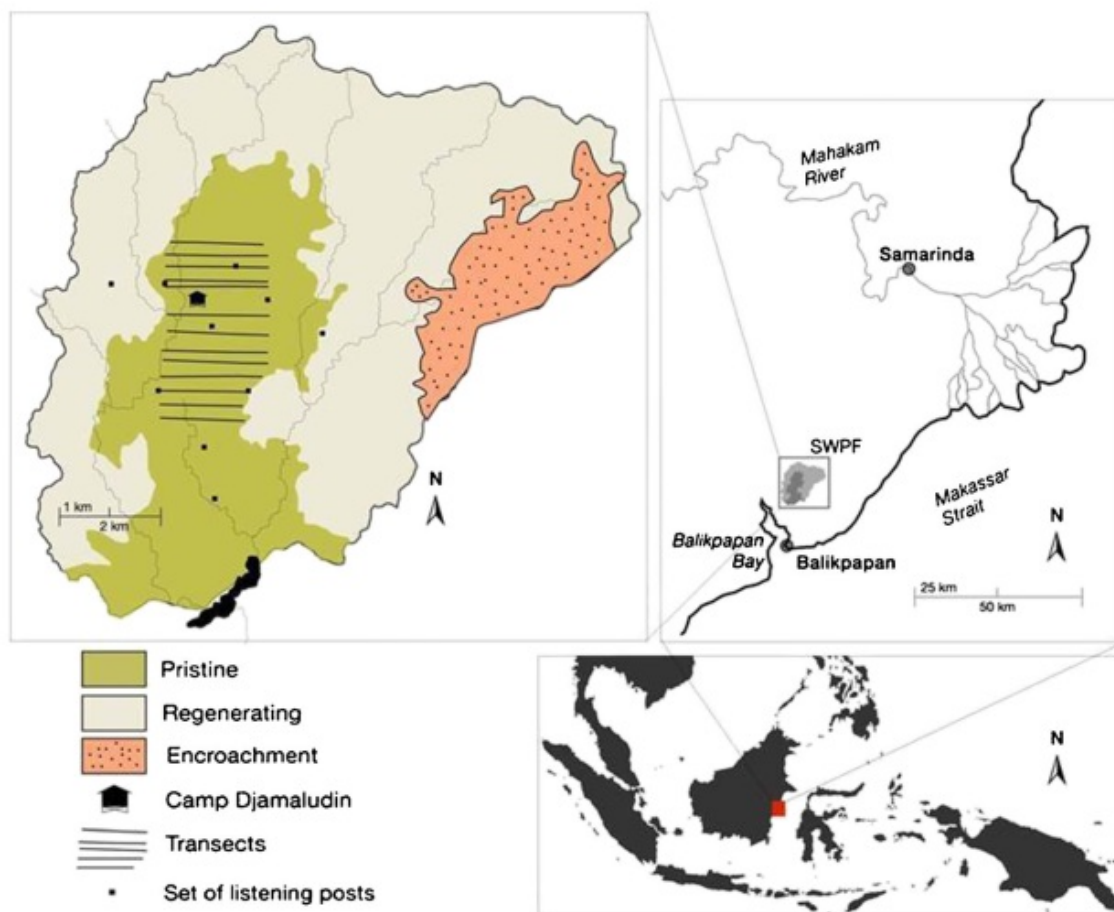 N
1 km
2 km
Mahakam
River
Samarinda
SWPF
Makassar
Strait
Balikpapan
Bay
Balikpapan
N
25 km
50 km
Pristine
Regenerating
Encroachment
Camp Djamaludin
Transects
Set of listening posts
N